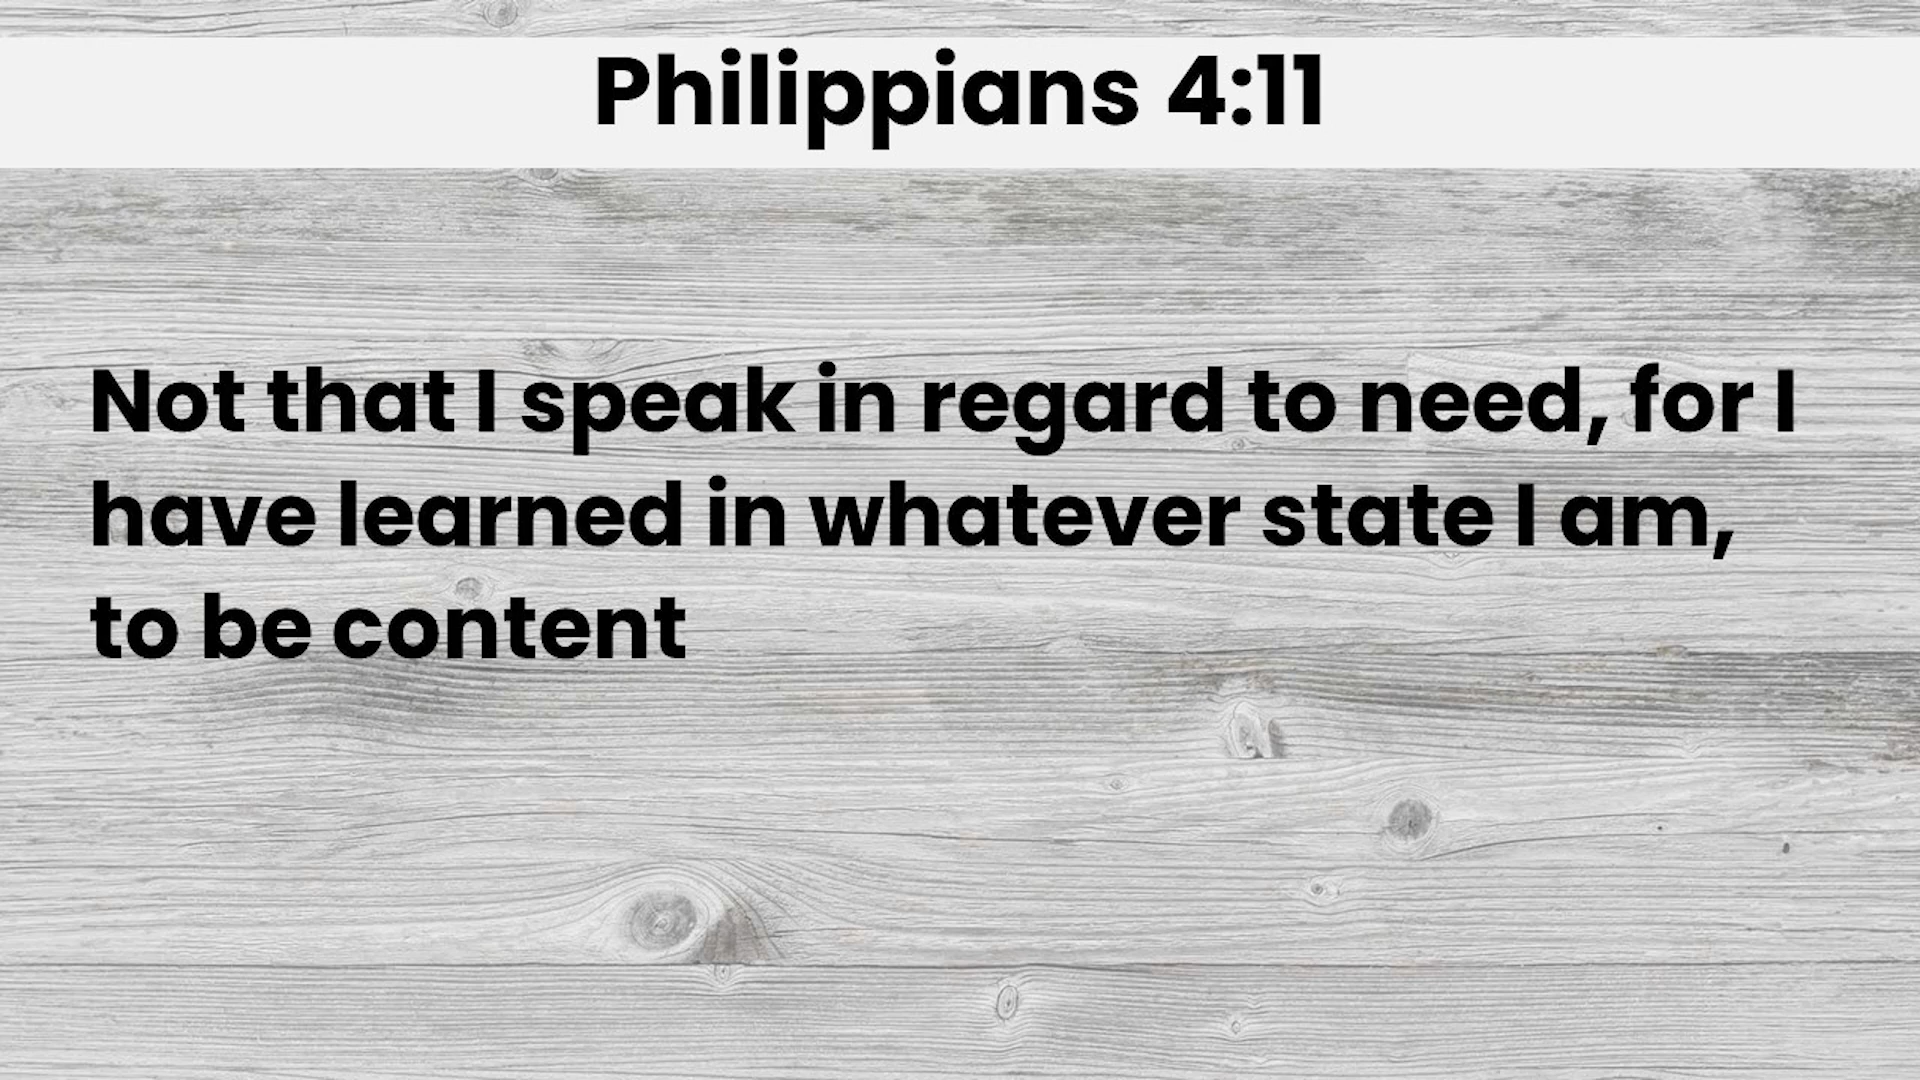 Philippians 4:11
Not that I speak in regard to need, for I
have learned in whatever state I am,
to be content